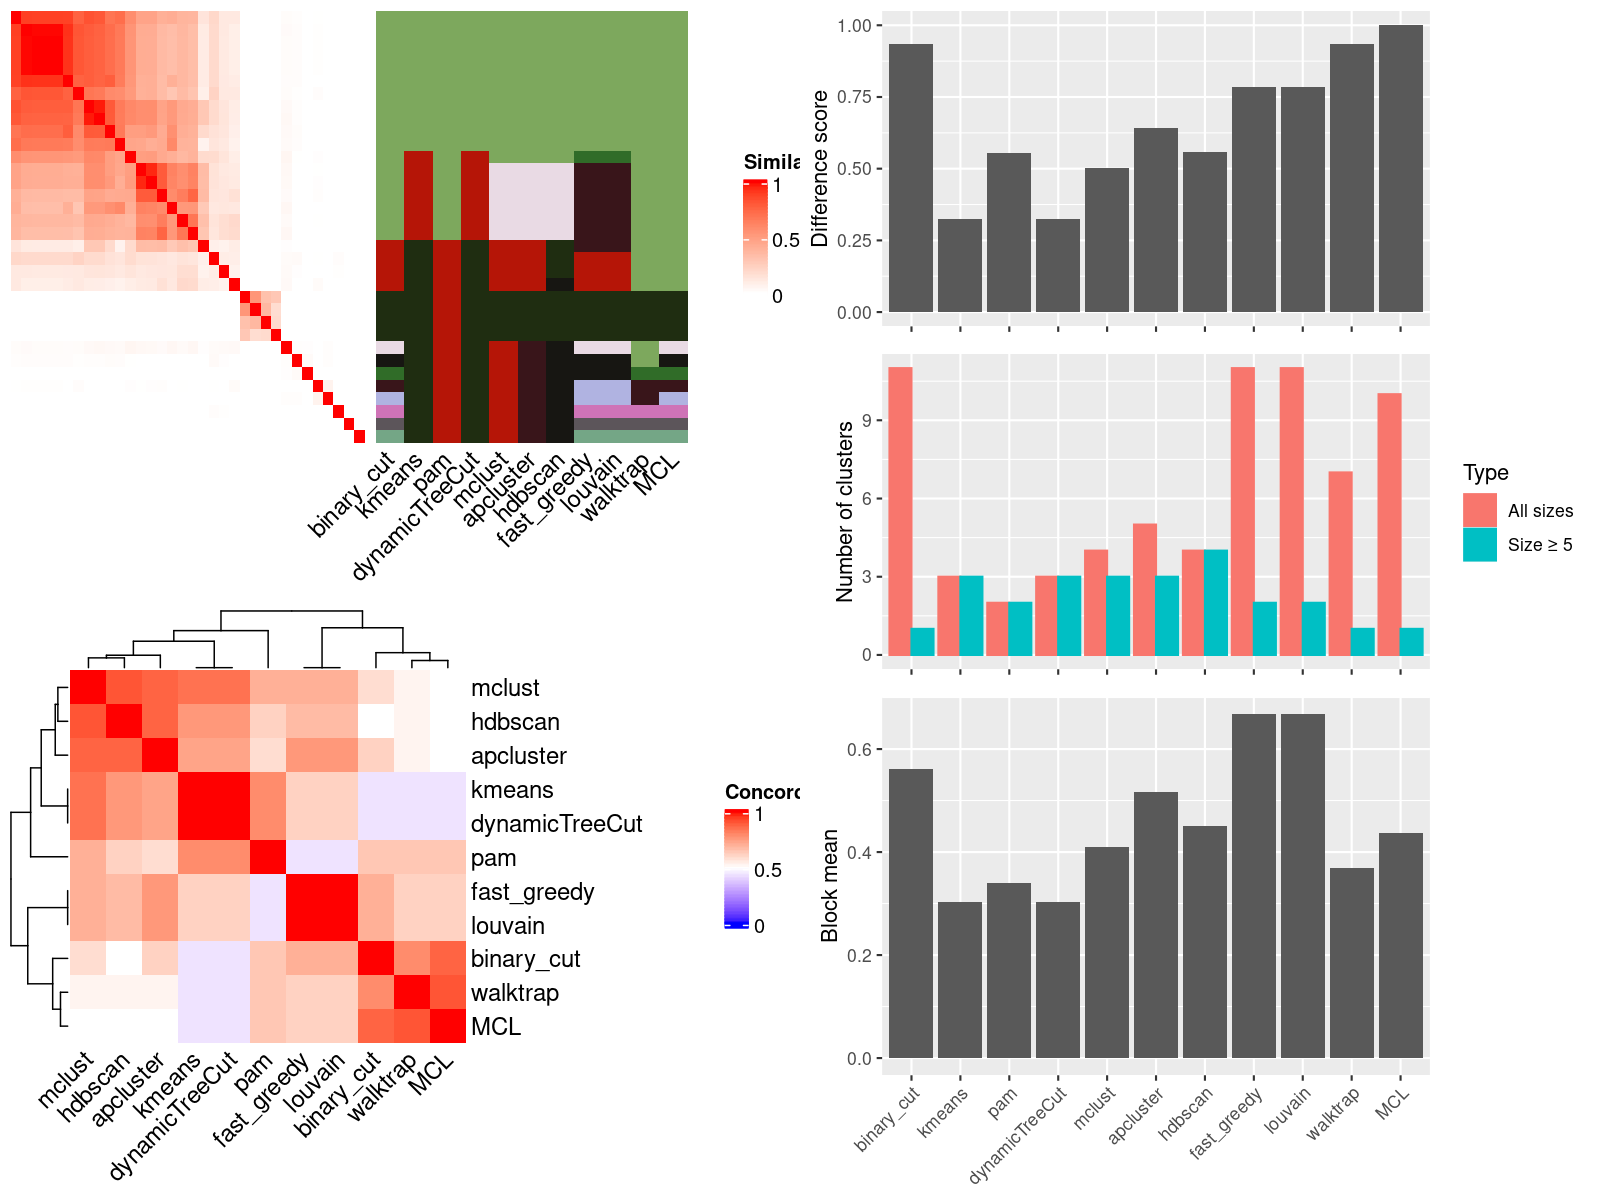 Simila
1
0.5
0
binary_cut
kmeans
pam
dynamicTreeCut
mclust
apcluster
hdbscan
fast_greedy
louvain
walktrap
MCL
mclust
hdbscan
apcluster
kmeans
dynamicTreeCut
pam
fast_greedy
louvain
binary_cut
walktrap
MCL
mclust
hdbscan
apcluster
kmeans
dynamicTreeCut
pam
fast_greedy
louvain
binary_cut
walktrap
MCL
Concord
1
0.5
0
Difference score
1.00
0.75
0.50
0.25
0.00
Number of clusters
9
6
3
0
Type
All sizes
Size ≥ 5
Block mean
0.6
0.4
0.2
0.0
binary_cut
kmeans
pam
dynamicTreeCut
mclust
apcluster
hdbscan
fast_greedy
louvain
walktrap
MCL